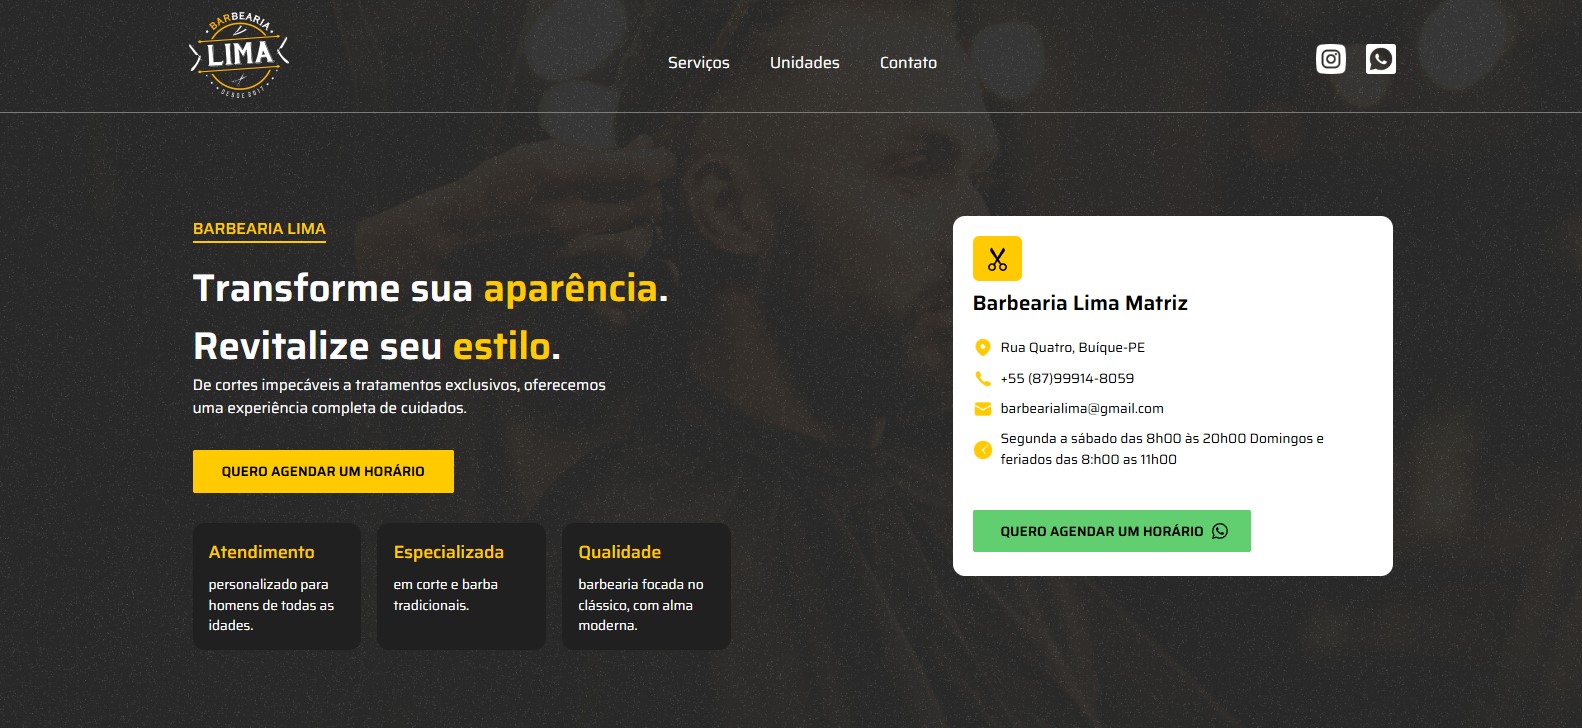 BARBEARIA
LIMA
DESDE 2017
Serviços
Unidades
Contato
BARBEARIA LIMA
Transforme sua aparência.
Revitalize seu estilo.
De cortes impecáveis a tratamentos exclusivos, oferecemos
uma experiência completa de cuidados.
QUERO AGENDAR UM HORÁRIO
Atendimento
personalizado para
homens de todas as
idades.
Especializada
em corte e barba
tradicionais.
Qualidade
barbearia focada no
clássico, com alma
moderna.
Barbearia Lima Matriz
Rua Quatro, Buíque-PE
+55 (87)99914-8059
barbearialima@gmail.com
Segunda a sábado das 8h00 às 20h00 Domingos e
feriados das 8:h00 as 11h00
QUERO AGENDAR UM HORÁRIO